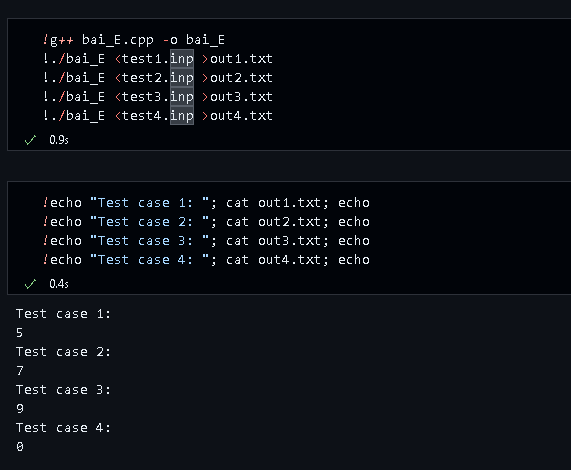 !g++ bai_E.cpp -o bai_E
!./bai_E <test1.inp >out1.txt
!./bai_E <test2.inp >out2.txt
!./bai_E <test3.inp >out3.txt
!./bai_E <test4.inp >out4.txt
✓ 0.9s
!echo "Test case 1: "; cat out1.txt; echo
!echo "Test case 2: "; cat out2.txt; echo
!echo "Test case 3: "; cat out3.txt; echo
!echo "Test case 4: "; cat out4.txt; echo
✓ 0.4s
Test case 1:
5
Test case 2:
7
Test case 3:
9
Test case 4:
0